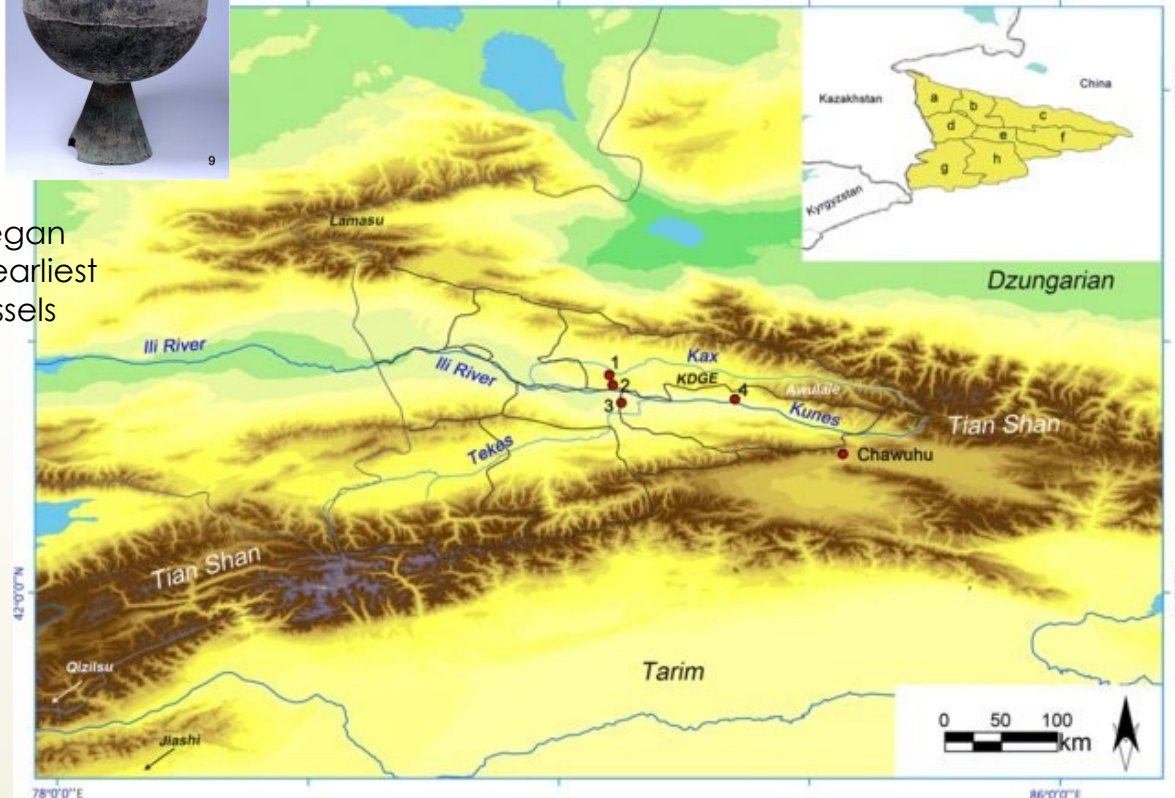 9
egan
earliest
ssels
China
Kazakhstan
a
b
c
d
e
f
g
h
Kyrgyzstan
Lamasu
Dzungarian
Ili River
Ili River
Kax
1
2
KDGE
4
Awulale
3
Kunes
Tian Shan
Tekas
Chawuhu
Tian Shan
42°0'0"N
Qizilsu
Tarim
Jiashi
0 50 100
km
78°0'0"E
86°0'0"E